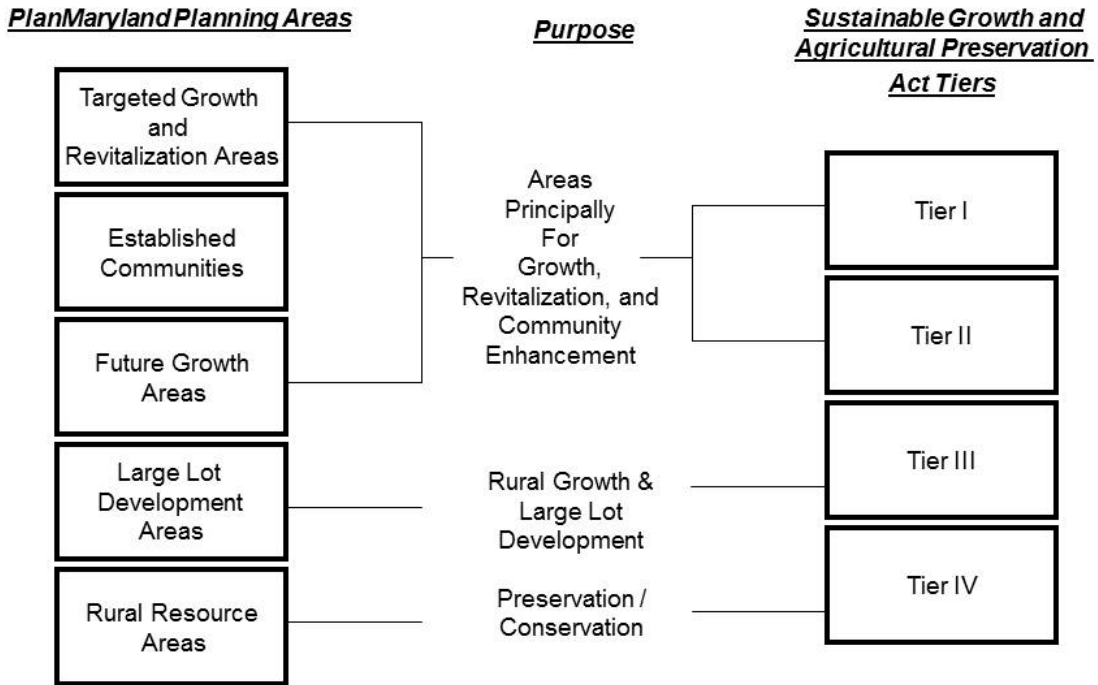 PlanMaryland Planning Areas
Purpose
Sustainable Growth and
Agricultural Preservation
Act Tiers
Targeted Growth
and
Revitalization Areas
Established
Communities
Future Growth
Areas
Large Lot
Development
Areas
Rural Resource
Areas
Areas
Principally
For
Growth,
Revitalization, and
Community
Enhancement
Rural Growth &
Large Lot
Development
Preservation /
Conservation
Tier I
Tier II
Tier III
Tier IV